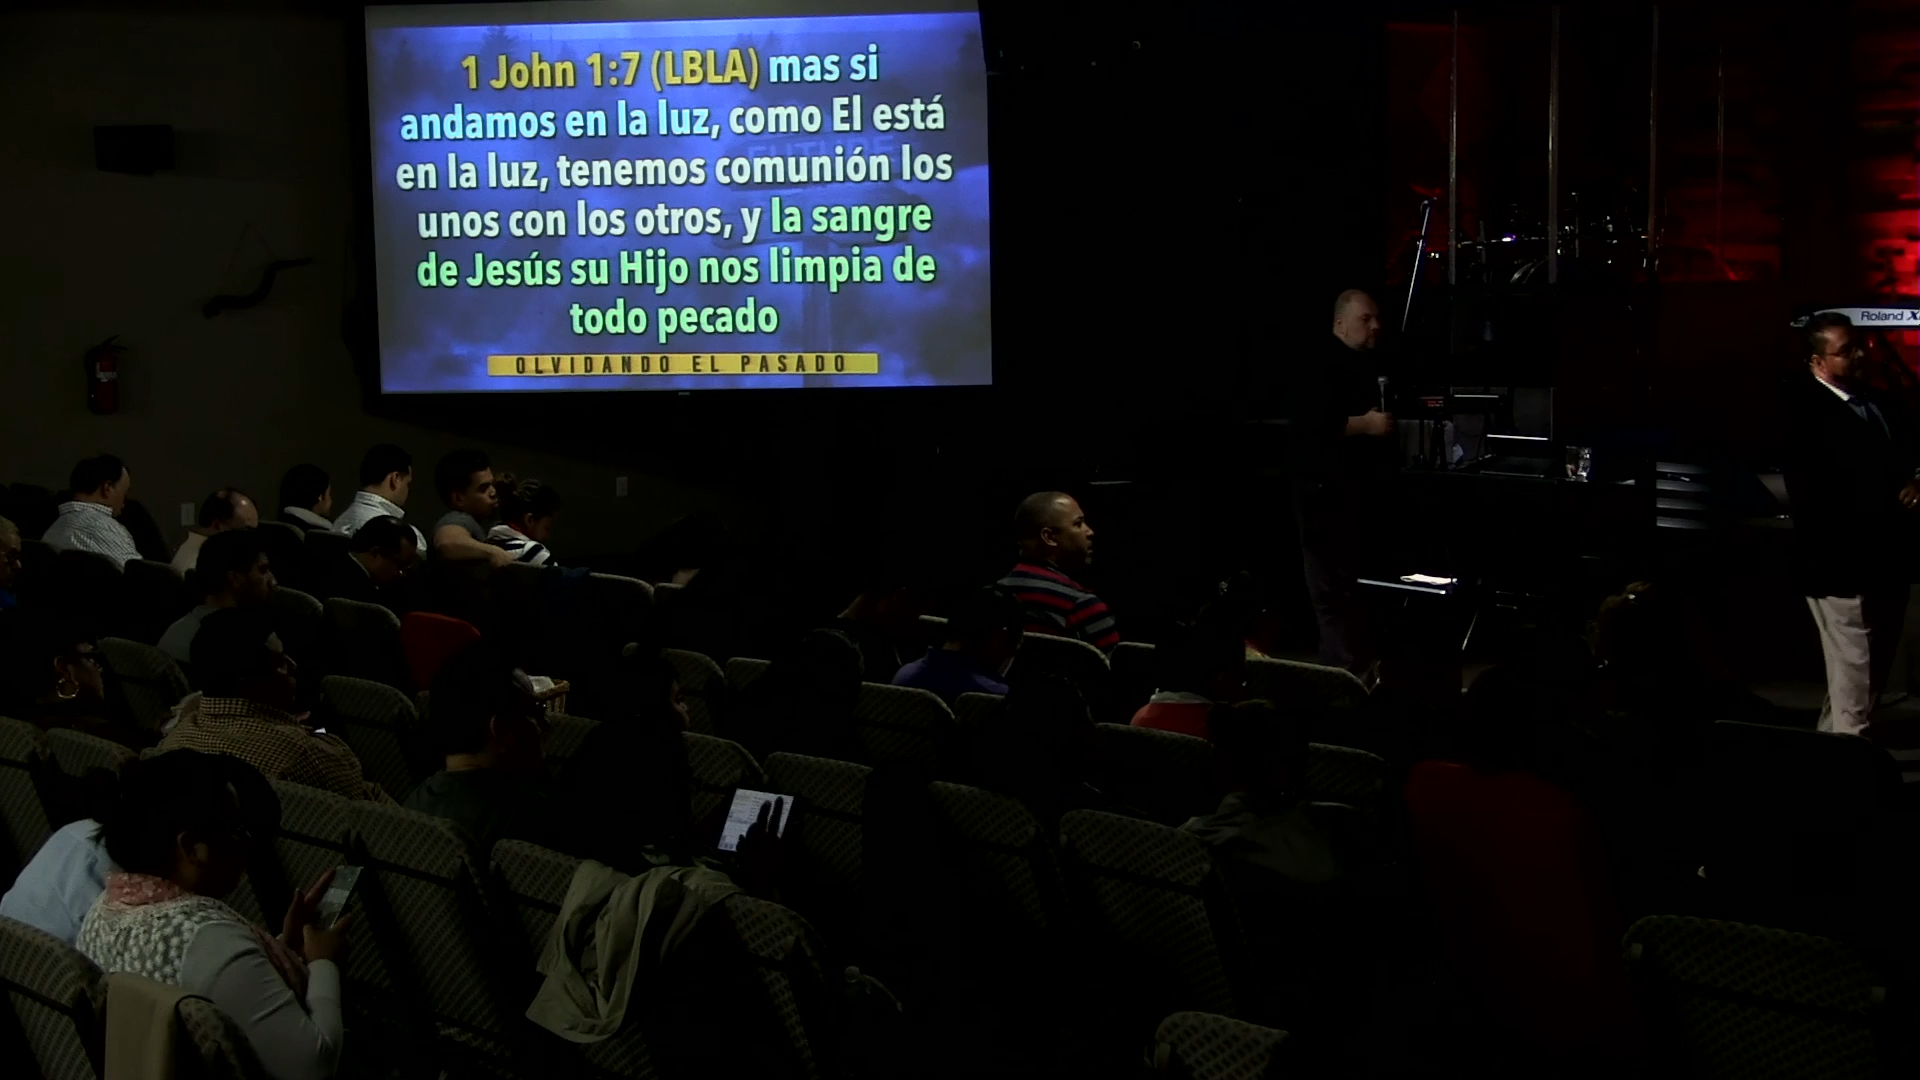 1 John 1:7 (LBLA) mas si
andamos en la luz, como El está
en la luz, tenemos comunión los
unos con los otros, y la sangre
de Jesús su Hijo nos limpia de
todo pecado
OLVIDANDO EL PASADO
FUTURE
Roland